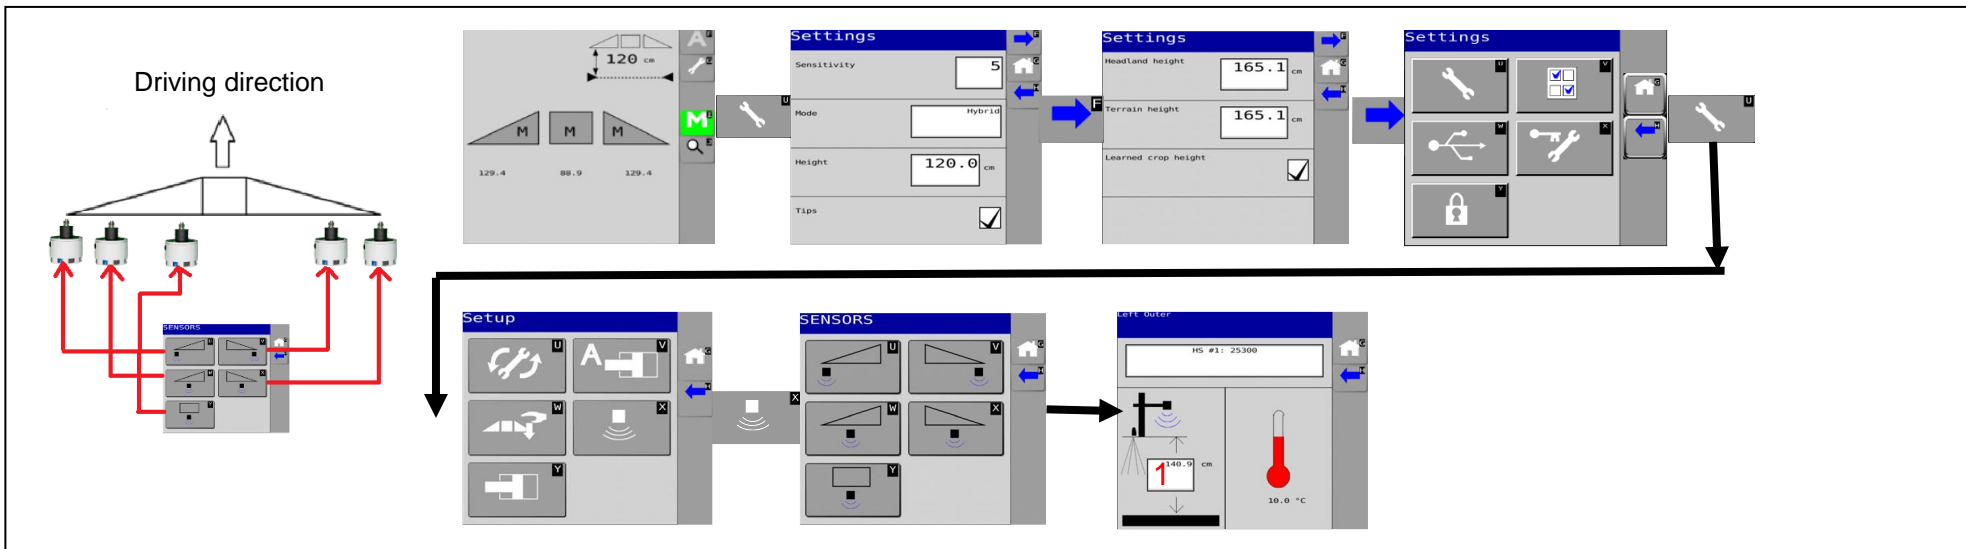 Driving direction
SENSORS
U
V
W
X
Y
G
120 cm
M
M
M
129.4
88.9
129.4
A
M
U
Settings
Sensitivity
5
Mode
Hybrid
Height
120.0 cm
Tips
F
G
I
F
Settings
Headland height
165.1 cm
Terrain height
165.1 cm
Learned crop height
F
G
I
Settings
U
V
W
X
Y
G
H
U
Setup
U
V
A
W
X
Y
G
I
X
SENSORS
U
V
W
X
Y
G
I
Left Outer
HS #1: 25300
1
140.9 cm
10.0 °C
G
I